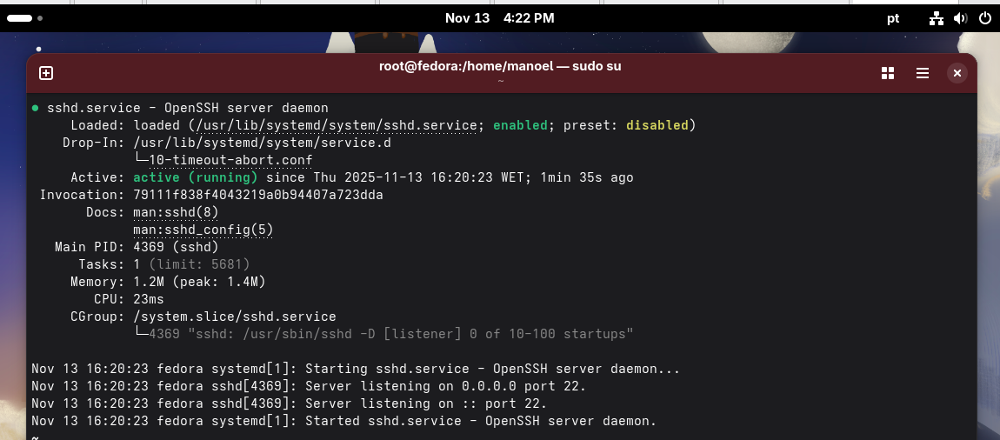 Nov 13 4:22 PM
pt
root@fedora:/home/manoel — sudo su
~
● sshd.service - OpenSSH server daemon
Loaded: loaded (/usr/lib/systemd/system/sshd.service; enabled; preset: disabled)
Drop-In: /usr/lib/systemd/system/service.d
└─10-timeout-abort.conf
Active: active (running) since Thu 2025-11-13 16:20:23 WET; 1min 35s ago
Invocation: 79111f838f4043219a0b94407a723dda
Docs: man:sshd(8)
man:sshd_config(5)
Main PID: 4369 (sshd)
Tasks: 1 (limit: 5681)
Memory: 1.2M (peak: 1.4M)
CPU: 23ms
CGroup: /system.slice/sshd.service
└─4369 "sshd: /usr/sbin/sshd -D [listener] 0 of 10-100 startups"
Nov 13 16:20:23 fedora systemd[1]: Starting sshd.service - OpenSSH server daemon...
Nov 13 16:20:23 fedora sshd[4369]: Server listening on 0.0.0.0 port 22.
Nov 13 16:20:23 fedora sshd[4369]: Server listening on :: port 22.
Nov 13 16:20:23 fedora systemd[1]: Started sshd.service - OpenSSH server daemon.
~